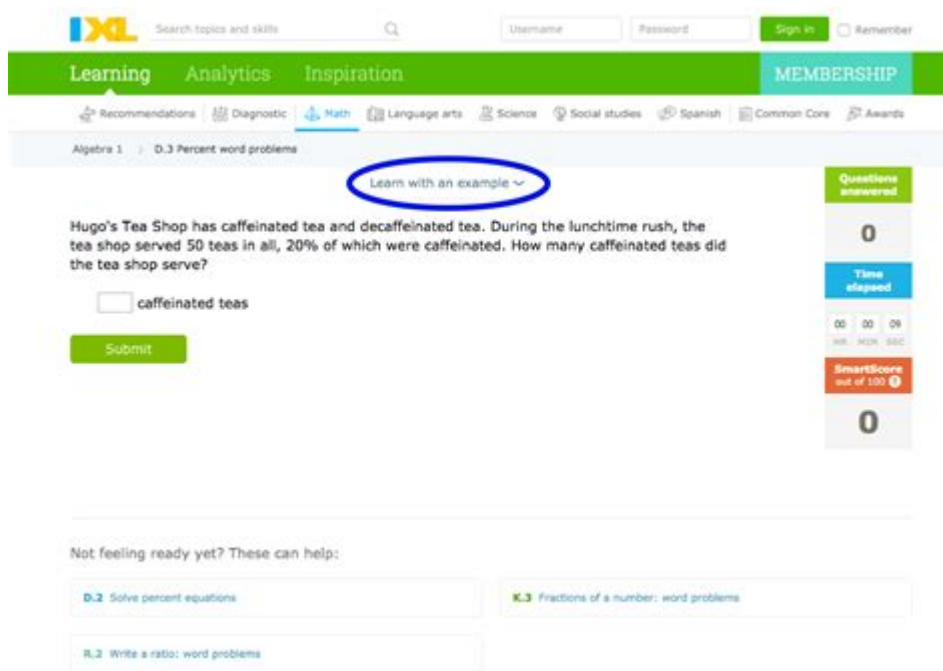 IXL Search topics and skills Username Password Sign in Remember
Learning Analytics Inspiration MEMBERSHIP
Recommendations Diagnostic Math Language arts Science Social studies Spanish Common Core Awards
Algebra 1 > D.3 Percent word problems
Learn with an example
Questions answered
0
Hugo's Tea Shop has caffeinated tea and decaffeinated tea. During the lunchtime rush, the
tea shop served 50 teas in all, 20% of which were caffeinated. How many caffeinated teas did
the tea shop serve?
caffeinated teas
Submit
Time elapsed
00 00 09
HR MIN SEC
SmartScore
out of 100 ?
0
Not feeling ready yet? These can help:
D.2 Solve percent equations K.3 Fractions of a number: word problems
R.2 Write a ratio: word problems